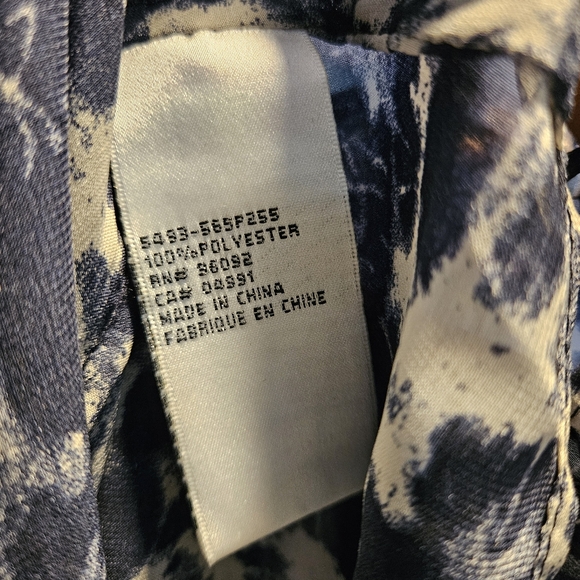 5493-565P255
100%POLYESTER
RN# 96092
CA# 04991
MADE IN CHINA
FABRIQUE EN CHINE